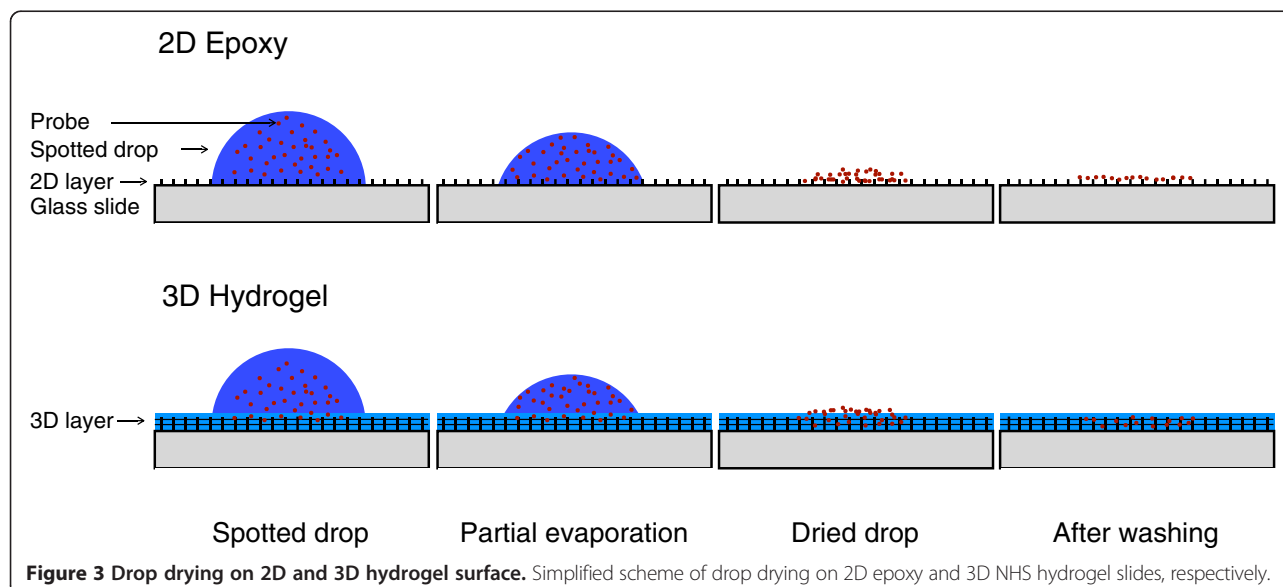 2D Epoxy
Probe
Spotted drop
2D layer
Glass slide
3D Hydrogel
3D layer
Spotted drop
Partial evaporation
Dried drop
After washing
Figure 3 Drop drying on 2D and 3D hydrogel surface. Simplified scheme of drop drying on 2D epoxy and 3D NHS hydrogel slides, respectively.